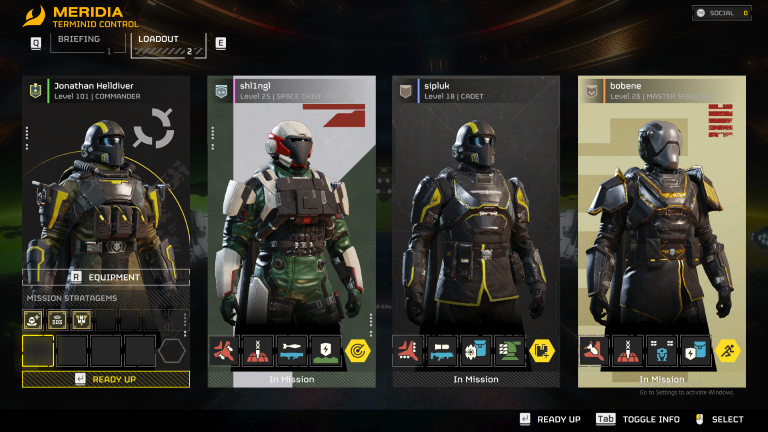 MERIDIA
TERMINID CONTROL
SOCIAL 0
Q BRIEFING 1 LOADOUT 2 E
Jonathan Helldiver
Level 101 | COMMANDER
sh11ngl
Level 25 | SPACE CHIEF
sipluk
Level 18 | CADET
bobene
Level 26 | MASTER
R EQUIPMENT
MISSION STRATAGEMS
SOS
READY UP
In Mission
In Mission
In Mission
Go to Settings to activate Windows.
READY UP Tab TOGGLE INFO SELECT